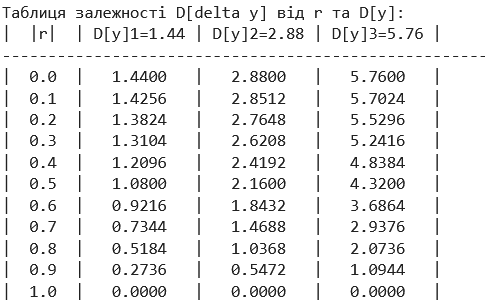 Таблиця залежності D[delta y] від r та D[y]:
|  |r|  | D[y]1=1.44 | D[y]2=2.88 | D[y]3=5.76 |
-------------------------------------------------
|  0.0  |   1.4400   |   2.8800   |   5.7600   |
|  0.1  |   1.4256   |   2.8512   |   5.7024   |
|  0.2  |   1.3824   |   2.7648   |   5.5296   |
|  0.3  |   1.3104   |   2.6208   |   5.2416   |
|  0.4  |   1.2096   |   2.4192   |   4.8384   |
|  0.5  |   1.0800   |   2.1600   |   4.3200   |
|  0.6  |   0.9216   |   1.8432   |   3.6864   |
|  0.7  |   0.7344   |   1.4688   |   2.9376   |
|  0.8  |   0.5184   |   1.0368   |   2.0736   |
|  0.9  |   0.2736   |   0.5472   |   1.0944   |
|  1.0  |   0.0000   |   0.0000   |   0.0000   |